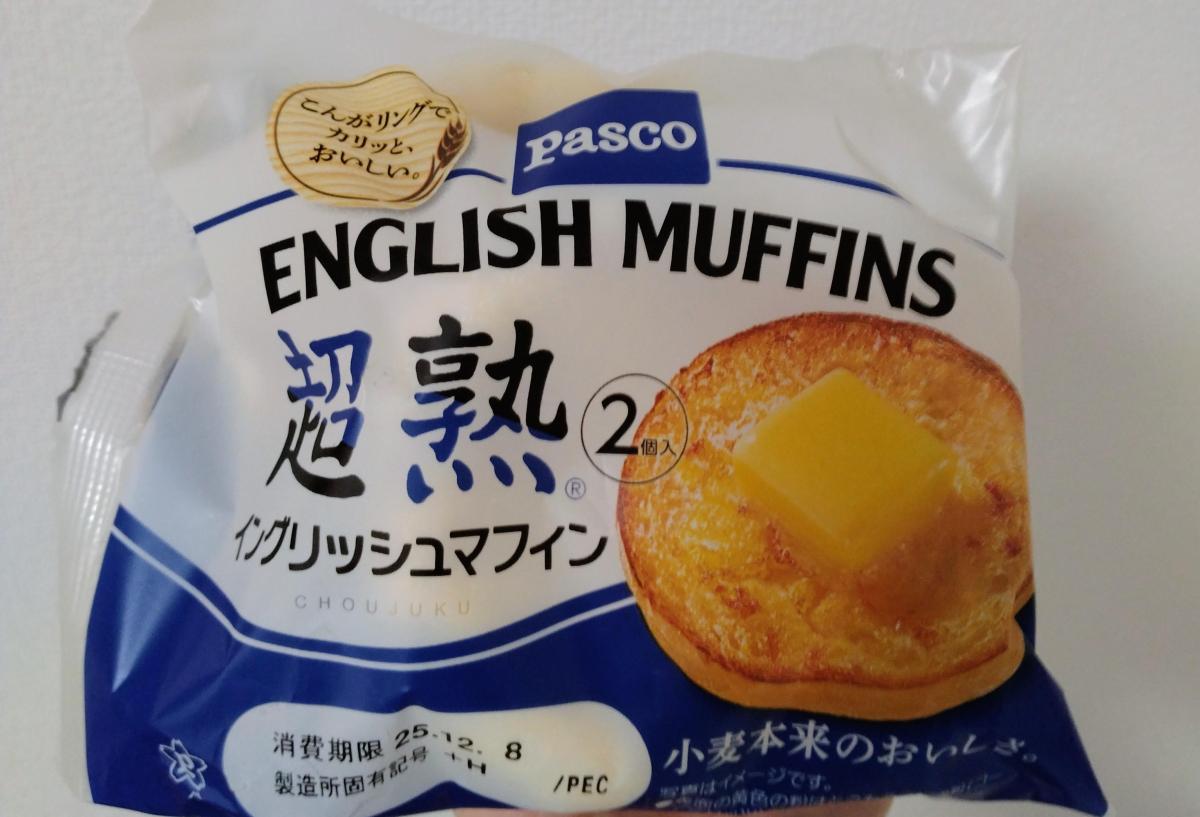 こんがリングで
カリッと、
おいしい。
Pasco
ENGLISH MUFFINS
超熟®
2個入
イングリッシュマフィン
CHOUJUKU
消費期限 25.12. 8
製造所固有記号 +H /PEC
小麦本来のおいしさ。
写真はイメージです。